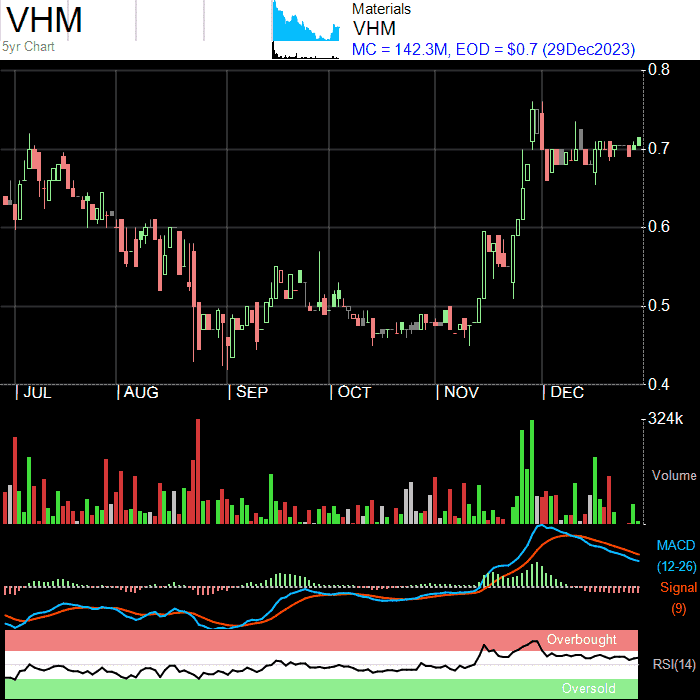 VHM
5yr Chart
Materials
VHM
MC = 142.3M, EOD = $0.7 (29Dec2023)
0.8
0.7
0.6
0.5
0.4
| JUL | AUG | SEP | OCT | NOV | DEC
324k
Volume
MACD
(12-26)
Signal
(9)
Overbought
RSI(14)
Oversold